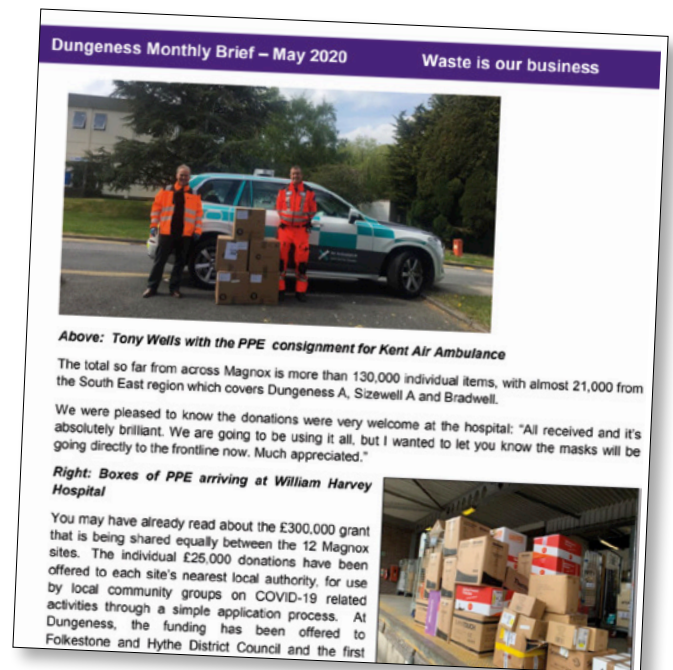 Dungeness Monthly Brief – May 2020 Waste is our business
Above: Tony Wells with the PPE consignment for Kent Air Ambulance
The total so far from across Magnox is more than 130,000 individual items, with almost 21,000 from
the South East region which covers Dungeness A, Sizewell A and Bradwell.
We were pleased to know the donations were very welcome at the hospital: “All received and it’s
absolutely brilliant. We are going to be using it all, but I wanted to let you know the masks will be
going directly to the frontline now. Much appreciated.”
Right: Boxes of PPE arriving at William Harvey
Hospital
You may have already read about the £300,000 grant
that is being shared equally between the 12 Magnox
sites. The individual £25,000 donations have been
offered to each site’s nearest local authority, for use
by local community groups on COVID-19 related
activities through a simple application process. At
Dungeness, the funding has been offered to
Folkestone and Hythe District Council and the first